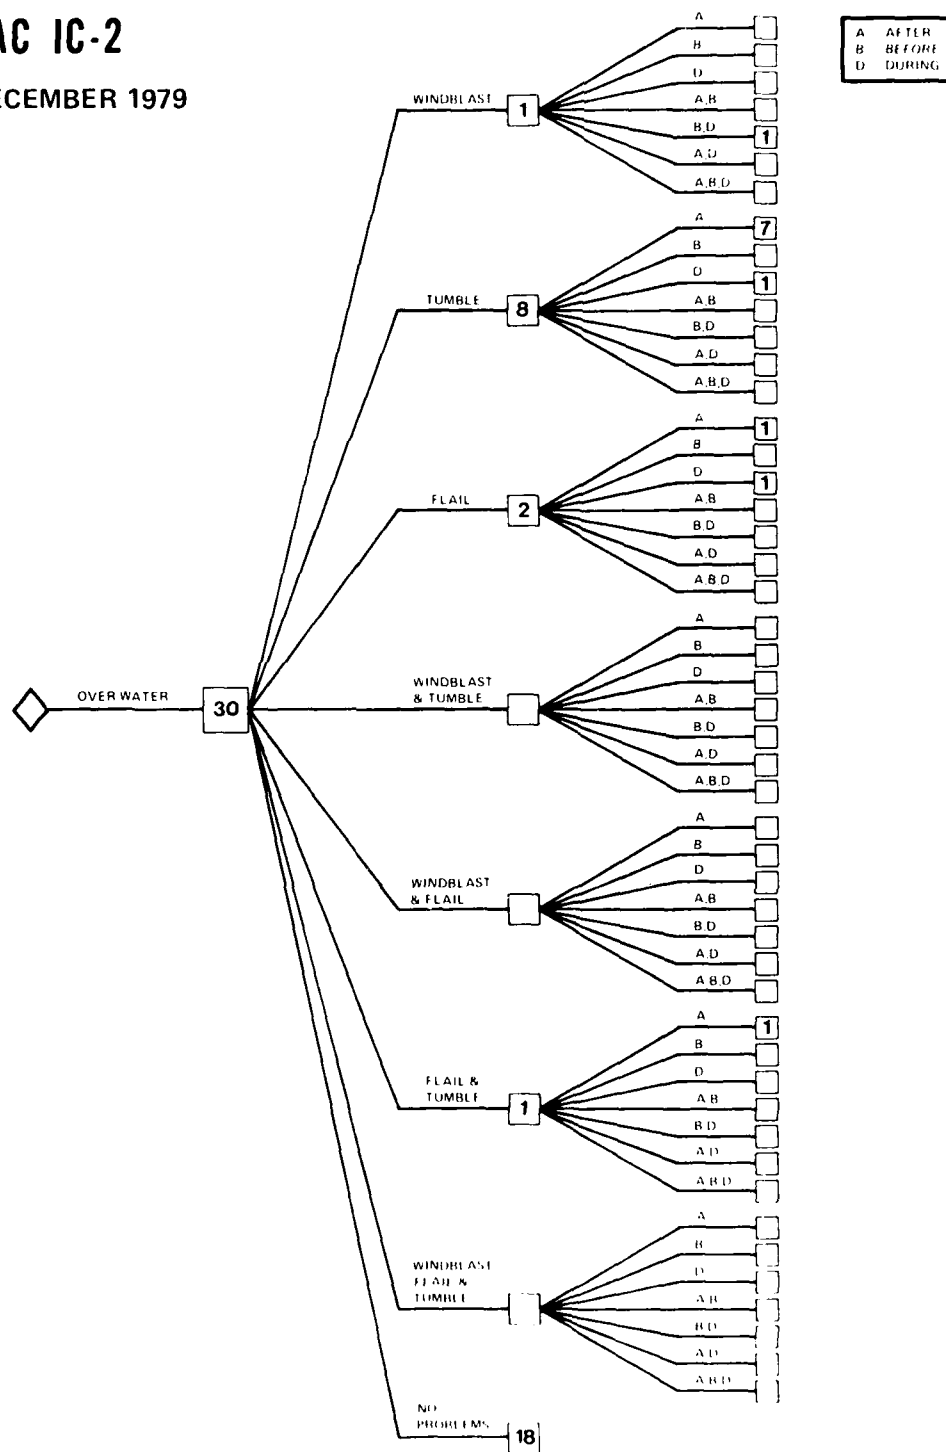 AC IC-2
ECEMBER 1979
A AFTER
B BEFORE
D DURING
WINDBLAST
1
A
B
D
A,B
B,D
1
A,D
A,B,D
TUMBLE
8
A
7
B
D
1
A,B
B,D
A,D
A,B,D
FLAIL
2
A
1
B
D
1
A,B
B,D
A,D
A,B,D
OVER WATER
30
WINDBLAST
& TUMBLE
A
B
D
A,B
B,D
A,D
A,B,D
WINDBLAST
& FLAIL
A
B
D
A,B
B,D
A,D
A,B,D
FLAIL &
TUMBLE
1
A
1
B
D
A,B
B,D
A,D
A,B,D
WINDBLAST
FLAIL &
TUMBLE
A
B
D
A,B
B,D
A,D
A,B,D
NO
PROBLEMS
18